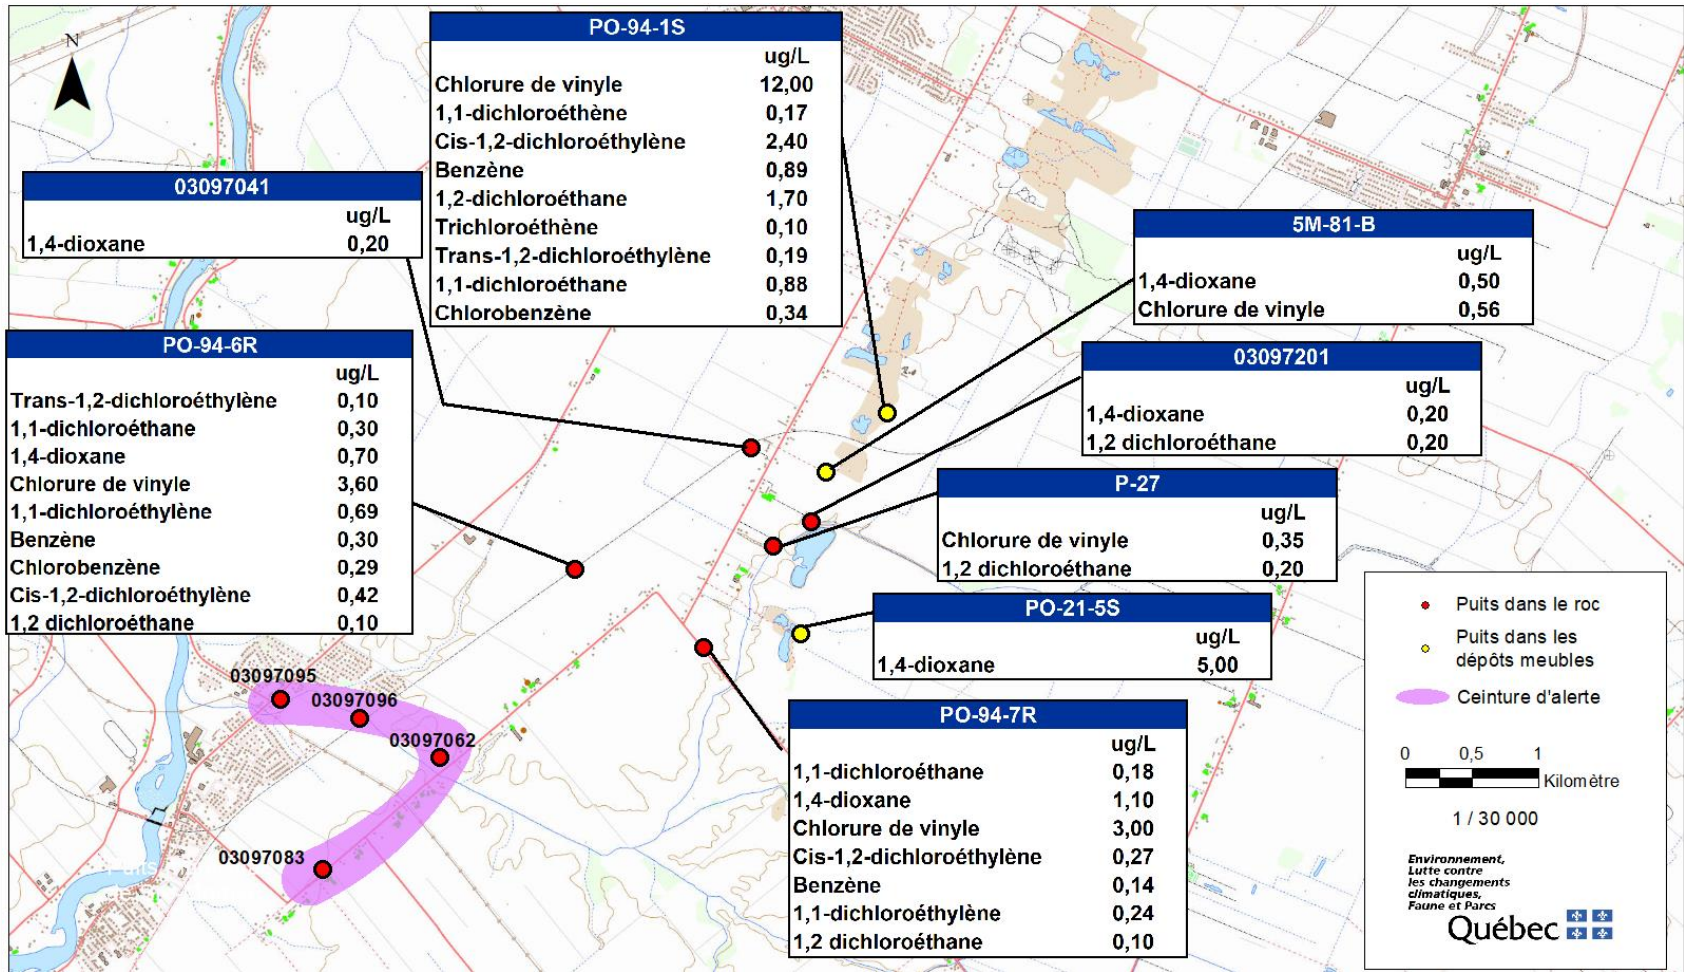 N
PO-94-1S
ug/L
Chlorure de vinyle 12,00
1,1-dichloroéthène 0,17
Cis-1,2-dichloroéthylène 2,40
Benzène 0,89
1,2-dichloroéthane 1,70
Trichloroéthène 0,10
Trans-1,2-dichloroéthylène 0,19
1,1-dichloroéthane 0,88
Chlorobenzène 0,34
03097041
ug/L
1,4-dioxane 0,20
5M-81-B
ug/L
1,4-dioxane 0,50
Chlorure de vinyle 0,56
PO-94-6R
ug/L
Trans-1,2-dichloroéthylène 0,10
1,1-dichloroéthane 0,30
1,4-dioxane 0,70
Chlorure de vinyle 3,60
1,1-dichloroéthylène 0,69
Benzène 0,30
Chlorobenzène 0,29
Cis-1,2-dichloroéthylène 0,42
1,2 dichloroéthane 0,10
03097201
ug/L
1,4-dioxane 0,20
1,2 dichloroéthane 0,20
P-27
ug/L
Chlorure de vinyle 0,35
1,2 dichloroéthane 0,20
PO-21-5S
ug/L
1,4-dioxane 5,00
PO-94-7R
ug/L
1,1-dichloroéthane 0,18
1,4-dioxane 1,10
Chlorure de vinyle 3,00
Cis-1,2-dichloroéthylène 0,27
Benzène 0,14
1,1-dichloroéthylène 0,24
1,2 dichloroéthane 0,10
03097095
03097096
03097062
03097083
Puits
Puits dans le roc
Puits dans les
dépôts meubles
Ceinture d'alerte
0 0,5 1
Kilomètre
1 / 30 000
Environnement,
Lutte contre
les changements
climatiques,
Faune et Parcs
Québec